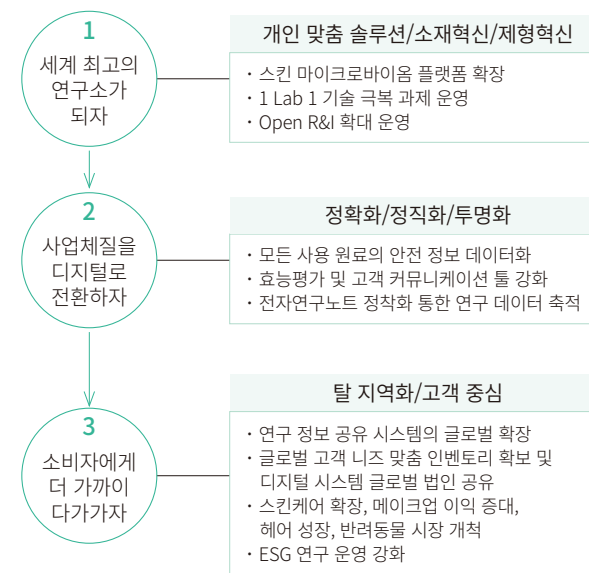 1
세계 최고의
연구소가
되자
개인 맞춤 솔루션/소재혁신/제형혁신
· 스킨 마이크로바이옴 플랫폼 확장
· 1 Lab 1 기술 극복 과제 운영
· Open R&I 확대 운영
2
사업체질을
디지털로
전환하자
정확화/정직화/투명화
· 모든 사용 원료의 안전 정보 데이터화
· 효능평가 및 고객 커뮤니케이션 툴 강화
· 전자연구노트 정착화 통한 연구 데이터 축적
3
소비자에게
더 가까이
다가가자
탈 지역화/고객 중심
· 연구 정보 공유 시스템의 글로벌 확장
· 글로벌 고객 니즈 맞춤 인벤토리 확보 및
디지털 시스템 글로벌 법인 공유
· 스킨케어 확장, 메이크업 이익 증대,
헤어 성장, 반려동물 시장 개척
· ESG 연구 운영 강화